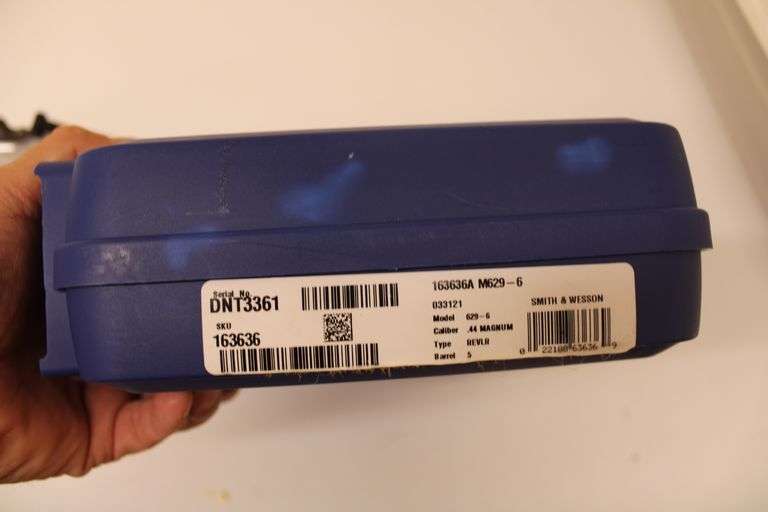 Serial No.
DNT3361
SKU
163636
163636A M629-6
033121
Model 629-6
Caliber .44 MAGNUM
Type REVLR
Barrel 5
SMITH & WESSON
0 22188 63636 9